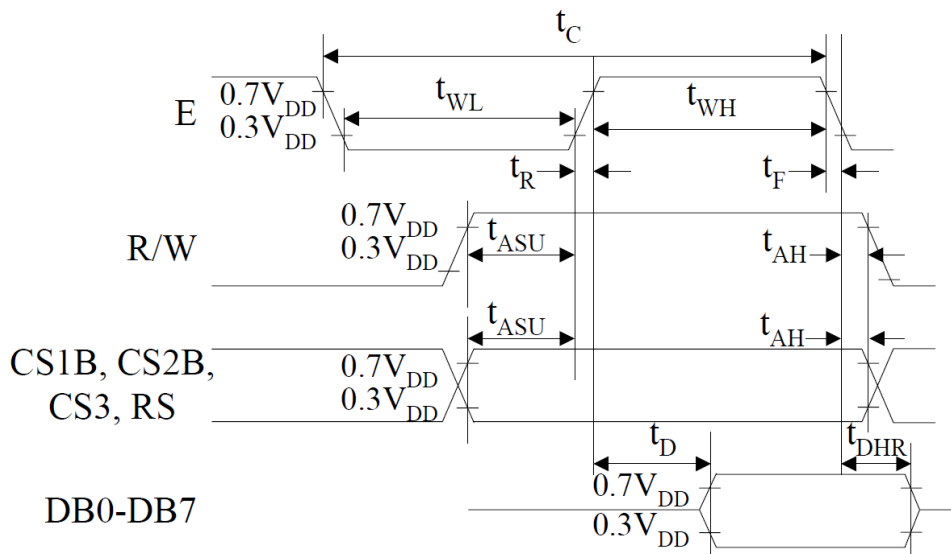 t_C
0.7V_DD
t_WL
t_WH
E
0.3V_DD
t_R
t_F
0.7V_DD
t_ASU
t_AH
R/W
0.3V_DD
t_ASU
t_AH
CS1B, CS2B,
CS3, RS
0.7V_DD
0.3V_DD
t_D
t_DHR
0.7V_DD
DB0-DB7
0.3V_DD